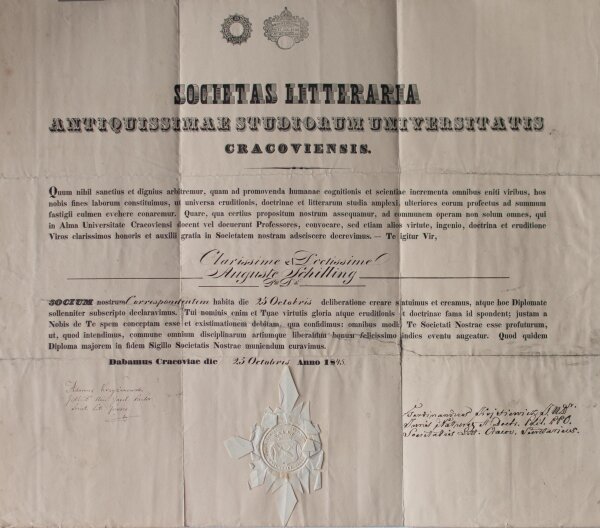 SOCIETAS LITTERARIA
ANTIQUISSIMAE STUDIORUM UNIVERSITATIS
CRACOVIENSIS.
Quum nihil sanctius et dignius arbitremur, quam ad promovenda humanae cognitionis et scientiae incrementa omnibus eniti viribus, hos
nobis fines laborum constituimus, ut universa eruditionis, doctrinae et litterarum studia amplexi, ulteriores eorum profectus ad summum
fastigii culmen evehere conaremur. Quare, quo certius propositum nostrum assequamur, ad communem operam non solum omnes, qui
in Alma Universitate Cracoviensi docent vel docuerunt Professores, convocare, sed etiam alios virtute, ingenio, doctrina et eruditione
Viros clarissimos honoris et auxilii gratia in Societatem nostram adsciscere decrevimus. — Te igitur Vir,
Clarissime & Doctissime
Auguste Schilling
SOCIUM nostrum Correspondentem habita die 25 Octobris deliberatione creare statuimus et creamus, atque hoc Diplomate
sollenniter subscripto declaravimus. Tui nominis enim et Tuae virtutis gloria atque eruditionis et doctrinae fama id spondent; justam a
Nobis de Te spem conceptam esse et existimationem debitam, qua confidimus: omnibus modis Te Societati Nostrae esse profuturum,
ut, quod intendimus, commune omnium disciplinarum artiumque liberalium bonum felicissimo indies eventu augeatur. Quod quidem
Diploma majorem in fidem Sigillo Societatis Nostrae muniendum curavimus.
Dabamus Cracoviae die 25 Octobris Anno 1845.
Ferdinandus
Societatis Litt. Cracov. Secretarius.